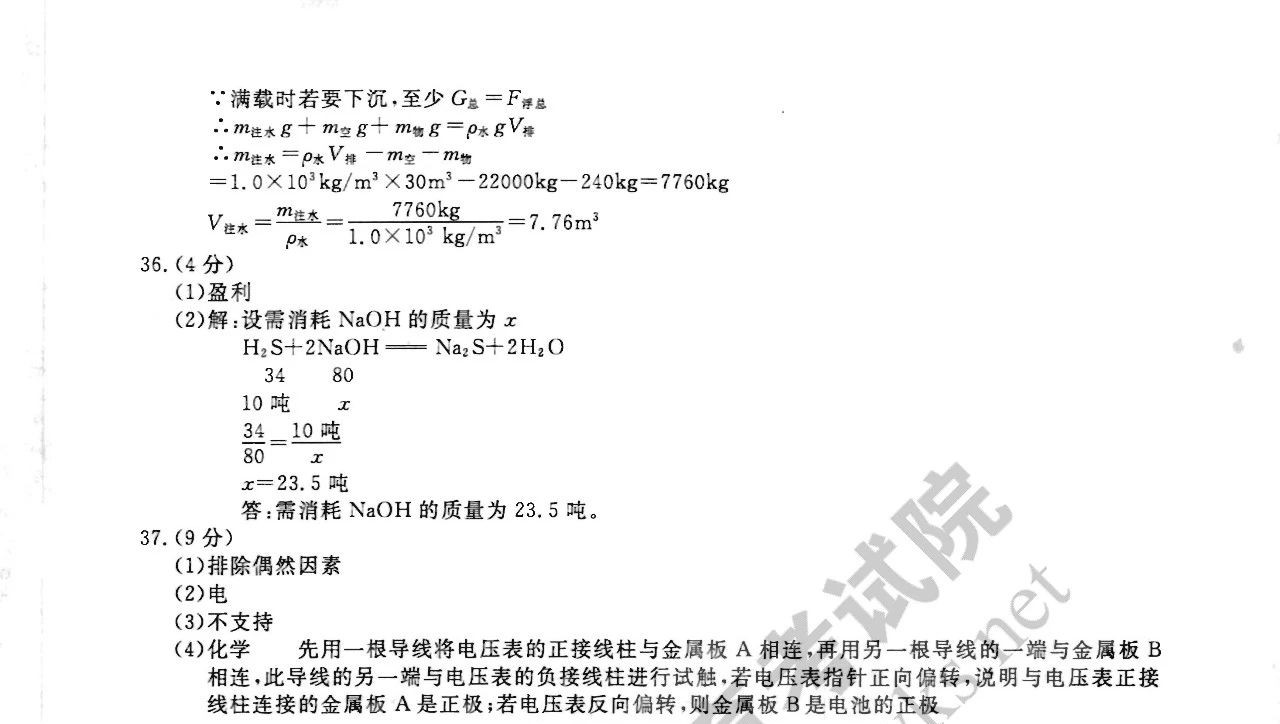 ∵满载时若要下沉,至少 G总=F浮总
∴m注水g+m空g+m物g=ρ水gV排
∴m注水=ρ水V排-m空-m物
=1.0×10³kg/m³×30m³-22000kg-240kg=7760kg
V注水=m注水/ρ水=7760kg/1.0×10³ kg/m³=7.76m³
36.(4分)
(1)盈利
(2)解:设需消耗 NaOH 的质量为 x
H₂S+2NaOH══Na₂S+2H₂O
34 80
10吨 x
34/80=10吨/x
x=23.5吨
答:需消耗 NaOH 的质量为 23.5 吨。
37.(9分)
(1)排除偶然因素
(2)电
(3)不支持
(4)化学 先用一根导线将电压表的正接线柱与金属板 A 相连,再用另一根导线的一端与金属板 B
相连,此导线的另一端与电压表的负接线柱进行试触,若电压表指针正向偏转,说明与电压表正接
线柱连接的金属板 A 是正极;若电压表反向偏转,则金属板 B 是电池的正极
考试院
ks.net